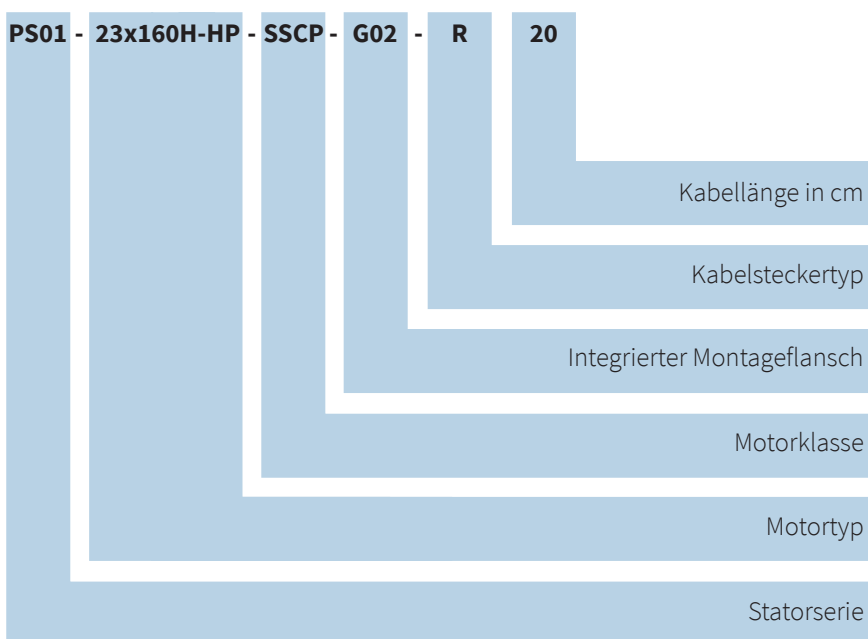 PS01 - 23x160H-HP - SSCP - G02 - R 20
Kabellänge in cm
Kabelsteckertyp
Integrierter Montageflansch
Motorklasse
Motortyp
Statorserie